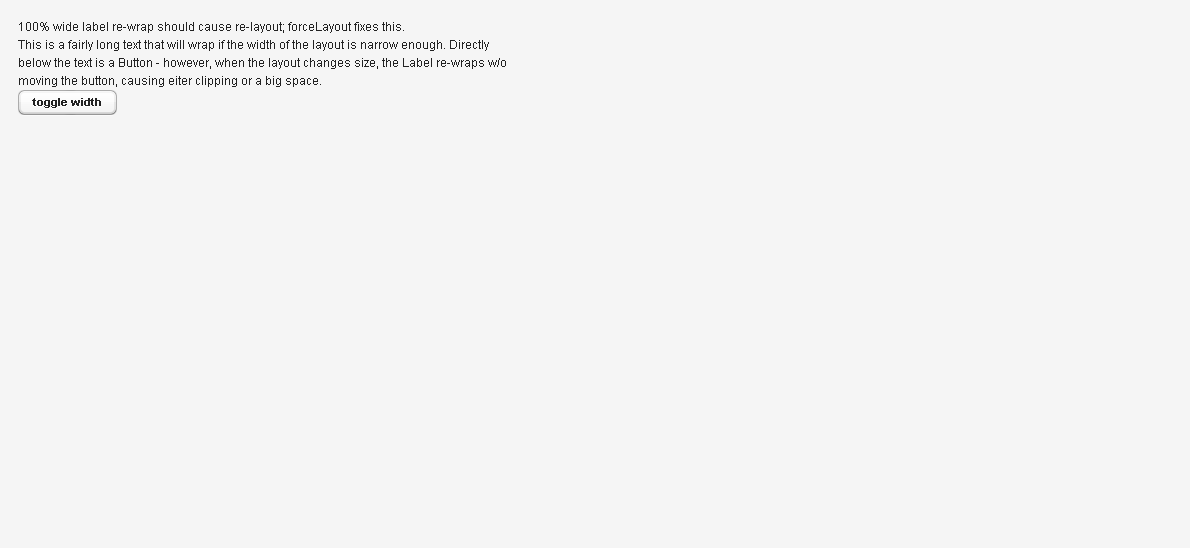 100% wide label re-wrap should cause re-layout; forceLayout fixes this.
This is a fairly long text that will wrap if the width of the layout is narrow enough. Directly
below the text is a Button - however, when the layout changes size, the Label re-wraps w/o
moving the button, causing eiter clipping or a big space.
toggle width